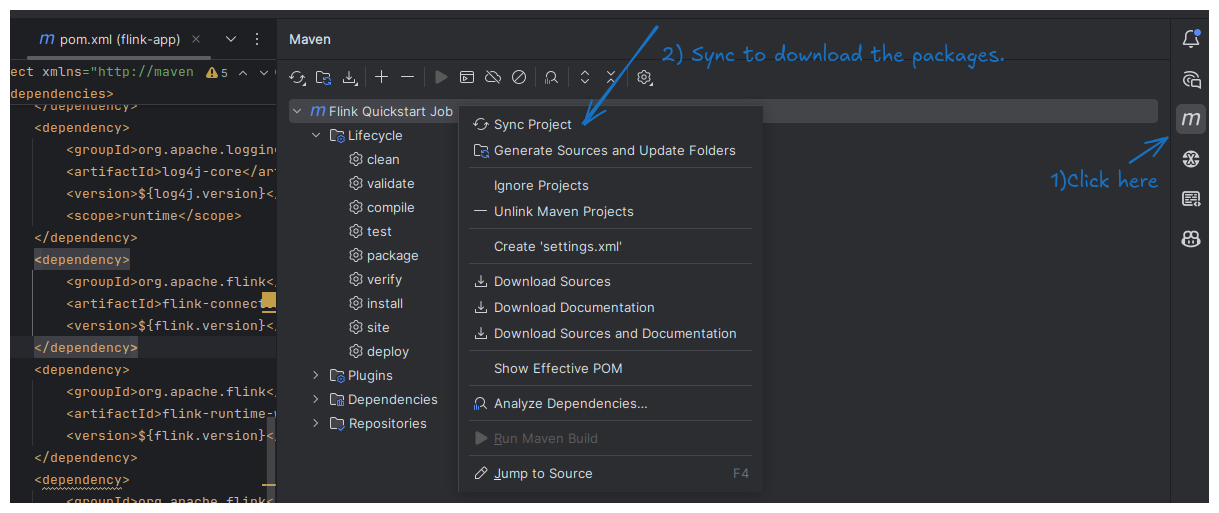 pom.xml (flink-app)
ect xmlns="http://maven
5
dependencies>
</dependency>
<dependency>
<groupId>org.apache.loggin
<artifactId>log4j-core</ar
<version>${log4j.version}<
<scope>runtime</scope>
</dependency>
<dependency>
<groupId>org.apache.flink<
<artifactId>flink-connect
<version>${flink.version}<
</dependency>
<dependency>
<groupId>org.apache.flink<
<artifactId>flink-runtime-
<version>${flink.version}<
</dependency>
<dependency>
<groupId>org.apache.flink<
Maven
2) Sync to download the packages.
m Flink Quickstart Job
Lifecycle
clean
validate
compile
test
package
verify
install
site
deploy
Plugins
Dependencies
Repositories
Sync Project
Generate Sources and Update Folders
Ignore Projects
Unlink Maven Projects
Create 'settings.xml'
Download Sources
Download Documentation
Download Sources and Documentation
Show Effective POM
Analyze Dependencies...
Run Maven Build
Jump to Source F4
m
1)Click here